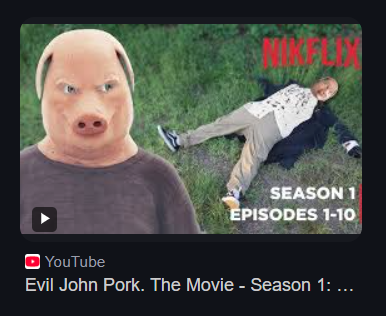 NIKFLIX
SEASON 1
EPISODES 1-10
YouTube
Evil John Pork. The Movie - Season 1: ...